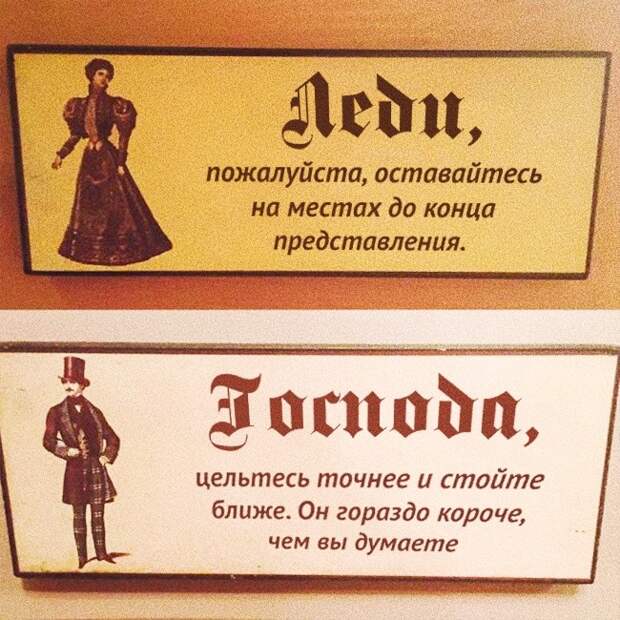 Леди,
пожалуйста, оставайтесь
на местах до конца
представления.
Господа,
цельтесь точнее и стойте
ближе. Он гораздо короче,
чем вы думаете